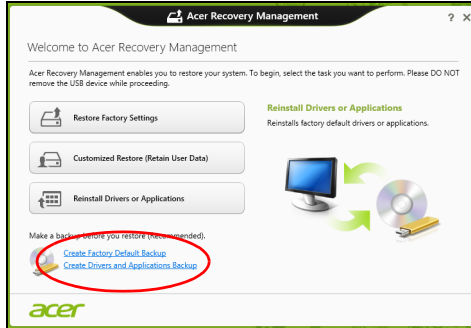 Acer Recovery Management
? X
Welcome to Acer Recovery Management
Acer Recovery Management enables you to restore your system. To begin, select the task you want to perform. Please DO NOT
remove the USB device while proceeding.
Restore Factory Settings
Customized Restore (Retain User Data)
Reinstall Drivers or Applications
Reinstall Drivers or Applications
Reinstalls factory default drivers or applications.
Make a backup before you restore (Recommended).
Create Factory Default Backup
Create Drivers and Applications Backup
acer